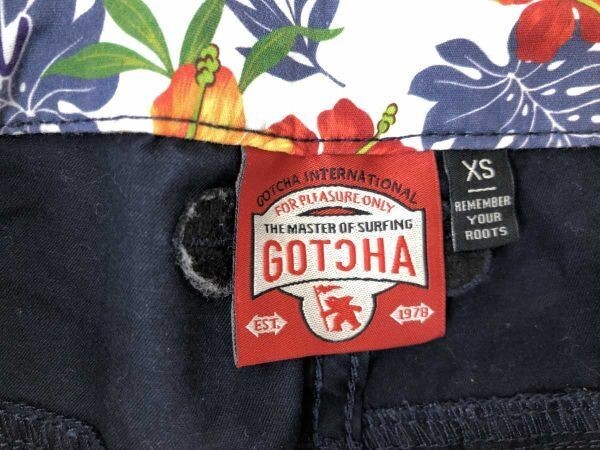 GOTCHA INTERNATIONAL
FOR PLEASURE ONLY
THE MASTER OF SURFING
GOTCHA
EST.
1978
XS
REMEMBER
YOUR
ROOTS